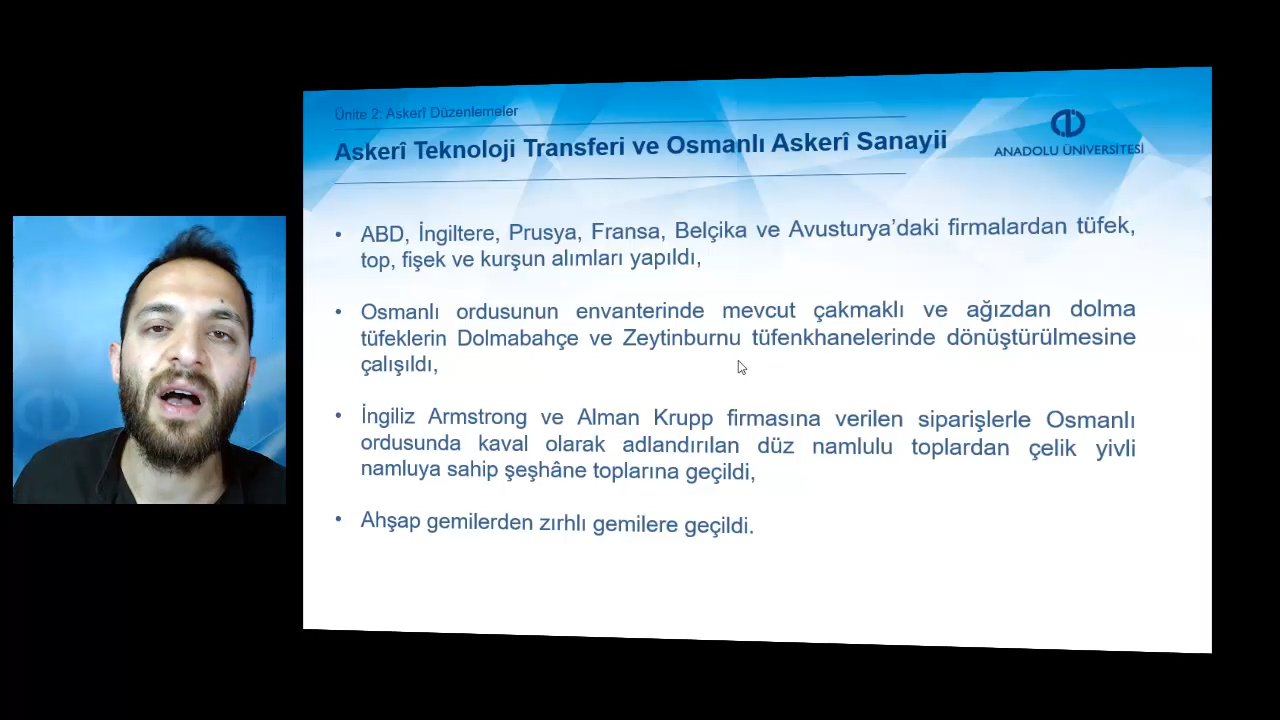 Ünite 2: Askerî Düzenlemeler
Askerî Teknoloji Transferi ve Osmanlı Askerî Sanayii
ANADOLU ÜNİVERSİTESİ
• ABD, İngiltere, Prusya, Fransa, Belçika ve Avusturya’daki firmalardan tüfek,
top, fişek ve kurşun alımları yapıldı,
• Osmanlı ordusunun envanterinde mevcut çakmaklı ve ağızdan dolma
tüfeklerin Dolmabahçe ve Zeytinburnu tüfenkhanelerinde dönüştürülmesine
çalışıldı,
• İngiliz Armstrong ve Alman Krupp firmasına verilen siparişlerle Osmanlı
ordusunda kaval olarak adlandırılan düz namlulu toplardan çelik yivli
namluya sahip şeşhâne toplarına geçildi,
• Ahşap gemilerden zırhlı gemilere geçildi.